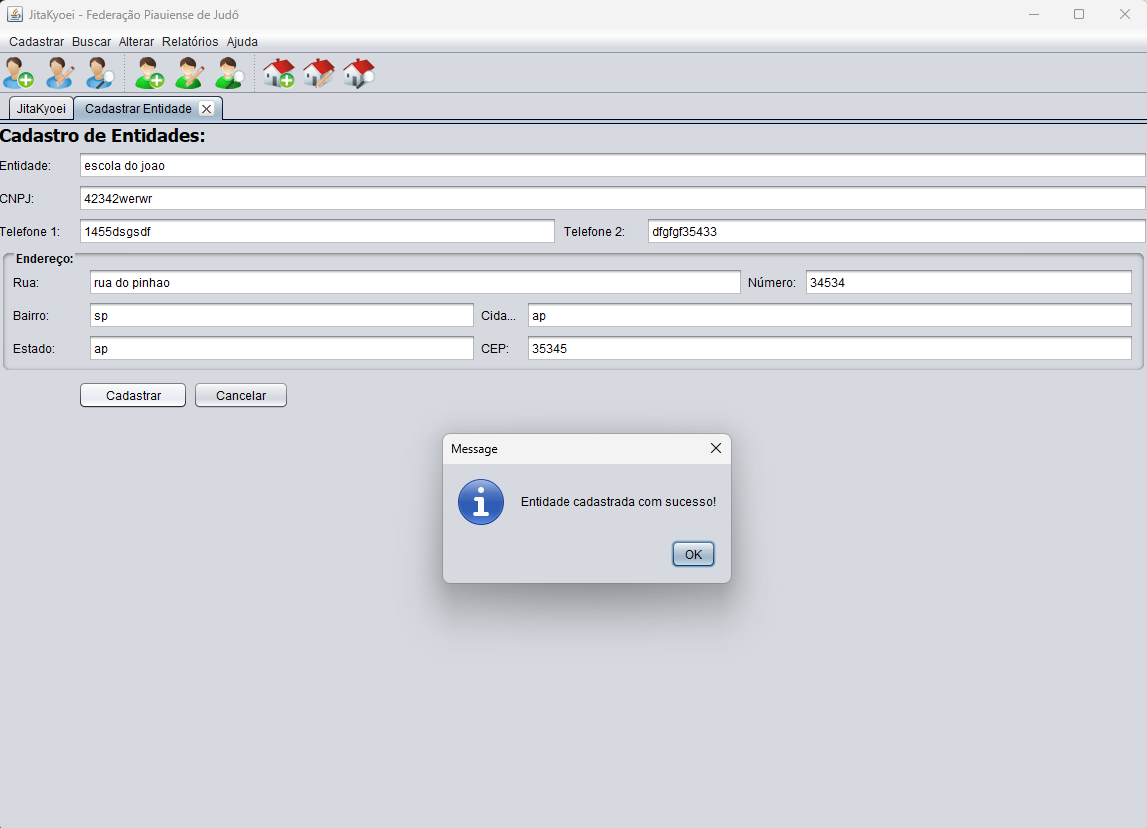 JitaKyoei - Federação Piauiense de Judô
Cadastrar Buscar Alterar Relatórios Ajuda
JitaKyoei Cadastrar Entidade
Cadastro de Entidades:
Entidade: escola do joao
CNPJ: 42342werwr
Telefone 1: 1455dsgsdf Telefone 2: dfgfgf35433
Endereço:
Rua: rua do pinhao Número: 34534
Bairro: sp Cida... ap
Estado: ap CEP: 35345
Cadastrar Cancelar
Message
Entidade cadastrada com sucesso!
OK